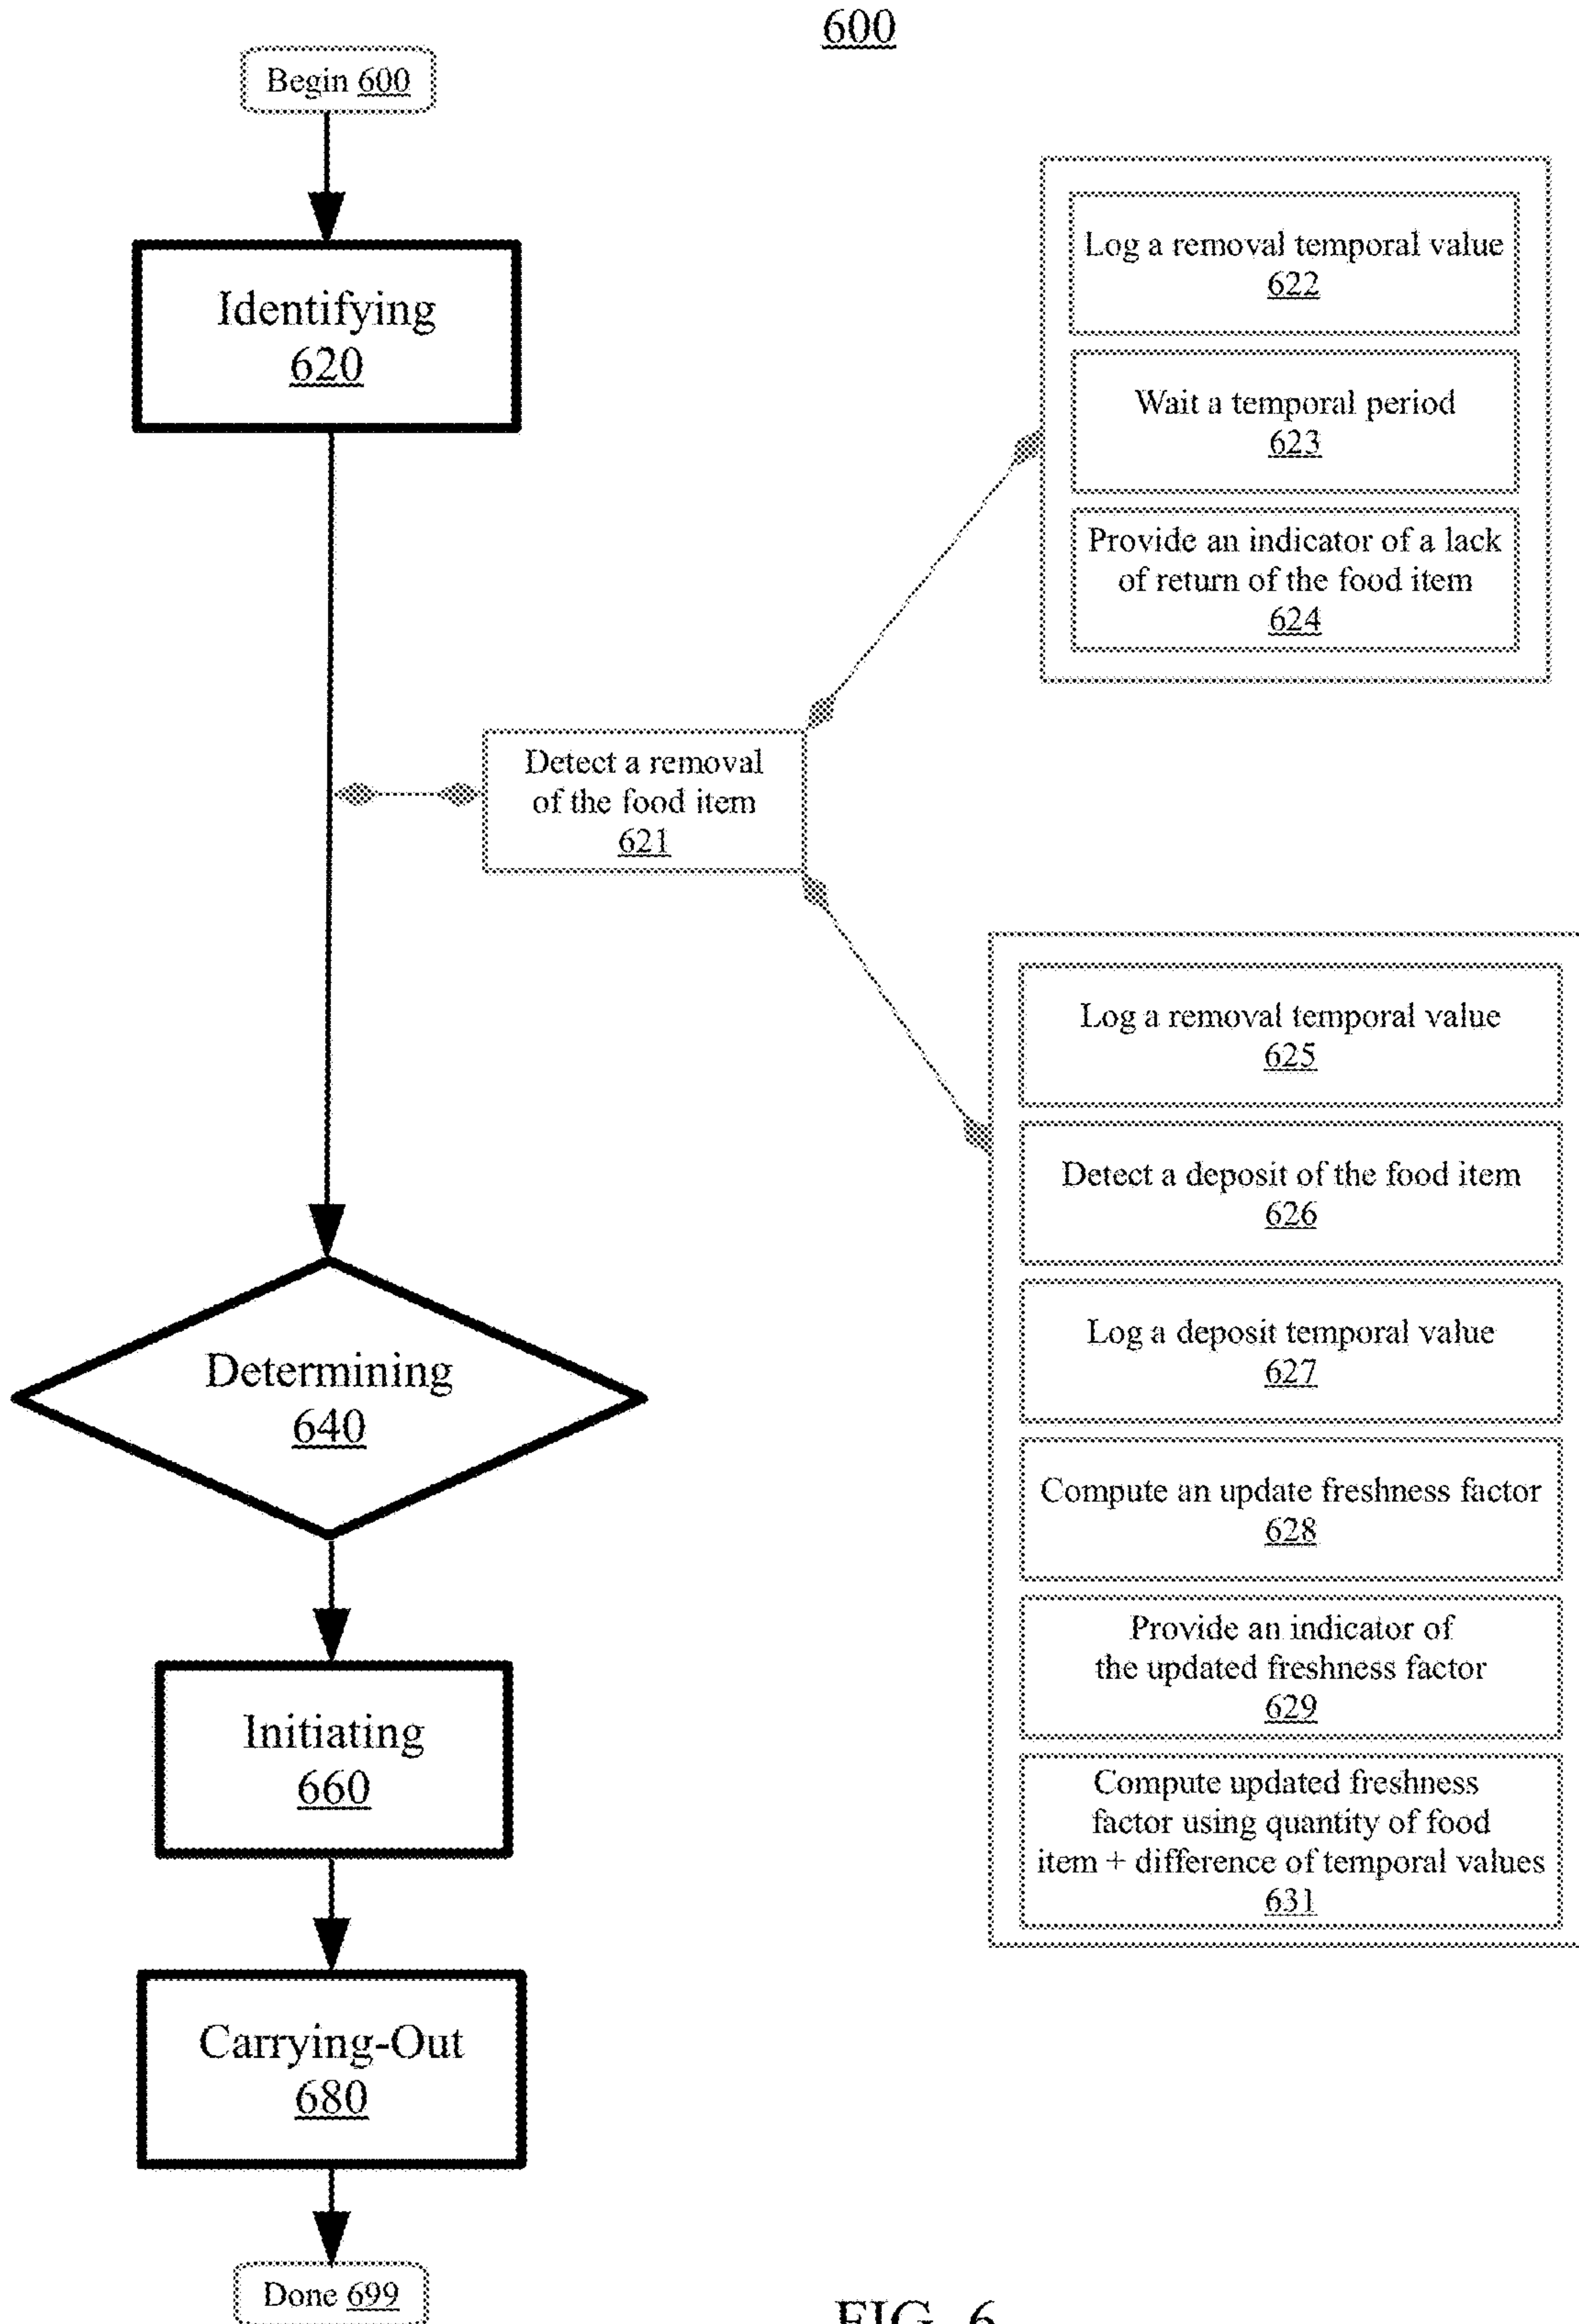 600
Begin 600
Identifying
620
Log a removal temporal value
622
Wait a temporal period
623
Provide an indicator of a lack
of return of the food item
624
Detect a removal
of the food item
621
Log a removal temporal value
625
Detect a deposit of the food item
626
Log a deposit temporal value
627
Compute an update freshness factor
628
Provide an indicator of
the updated freshness factor
629
Compute updated freshness
factor using quantity of food
item + difference of temporal values
631
Determining
640
Initiating
660
Carrying-Out
680
Done 699
FIG. 6